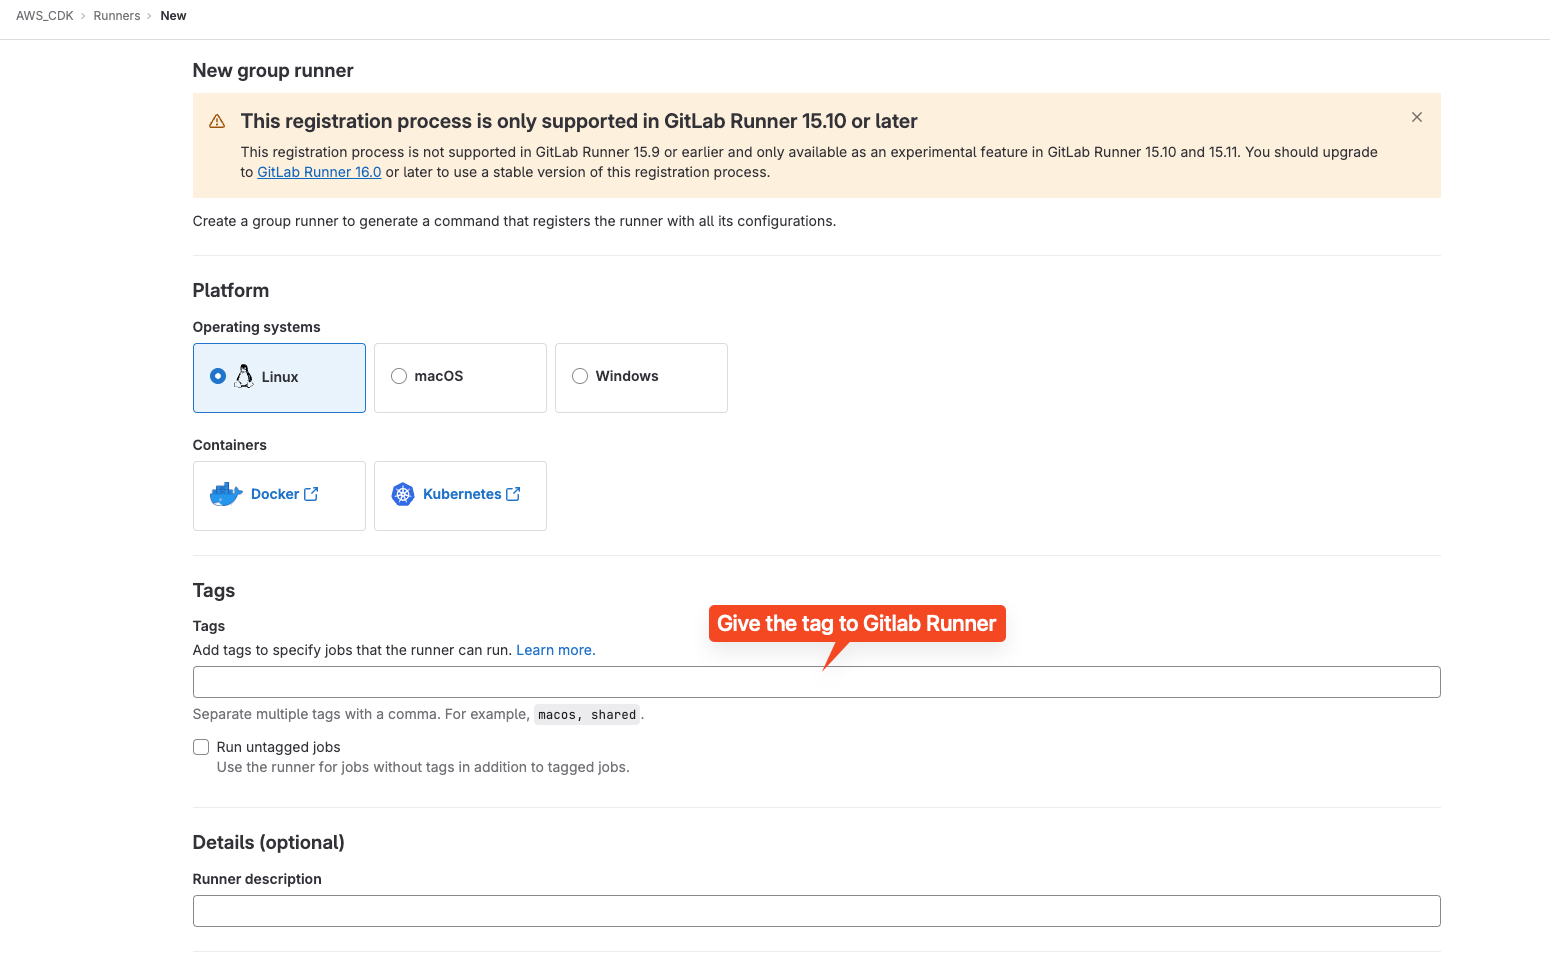 AWS_CDK > Runners > New
New group runner
This registration process is only supported in GitLab Runner 15.10 or later
This registration process is not supported in GitLab Runner 15.9 or earlier and only available as an experimental feature in GitLab Runner 15.10 and 15.11. You should upgrade
to GitLab Runner 16.0 or later to use a stable version of this registration process.
Create a group runner to generate a command that registers the runner with all its configurations.
Platform
Operating systems
Linux
macOS
Windows
Containers
Docker
Kubernetes
Tags
Tags
Give the tag to Gitlab Runner
Add tags to specify jobs that the runner can run. Learn more.
Separate multiple tags with a comma. For example, macos, shared.
Run untagged jobs
Use the runner for jobs without tags in addition to tagged jobs.
Details (optional)
Runner description